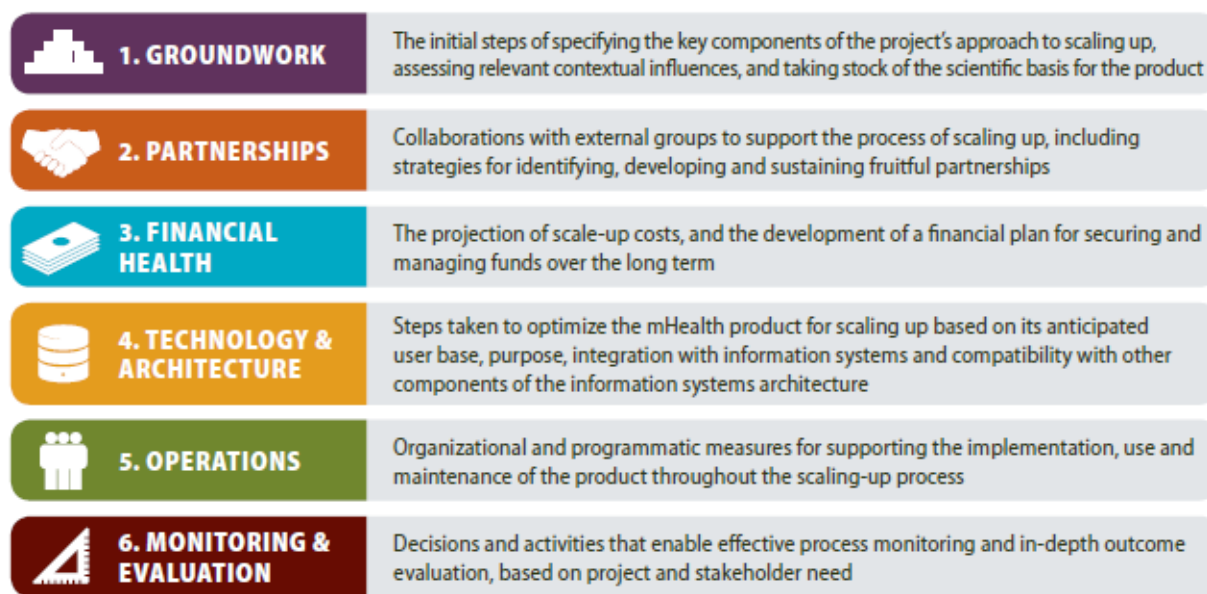 1. GROUNDWORK
The initial steps of specifying the key components of the project's approach to scaling up,
assessing relevant contextual influences, and taking stock of the scientific basis for the product
2. PARTNERSHIPS
Collaborations with external groups to support the process of scaling up, including
strategies for identifying, developing and sustaining fruitful partnerships
3. FINANCIAL
HEALTH
The projection of scale-up costs, and the development of a financial plan for securing and
managing funds over the long term
4. TECHNOLOGY &
ARCHITECTURE
Steps taken to optimize the mHealth product for scaling up based on its anticipated
user base, purpose, integration with information systems and compatibility with other
components of the information systems architecture
5. OPERATIONS
Organizational and programmatic measures for supporting the implementation, use and
maintenance of the product throughout the scaling-up process
6. MONITORING &
EVALUATION
Decisions and activities that enable effective process monitoring and in-depth outcome
evaluation, based on project and stakeholder need